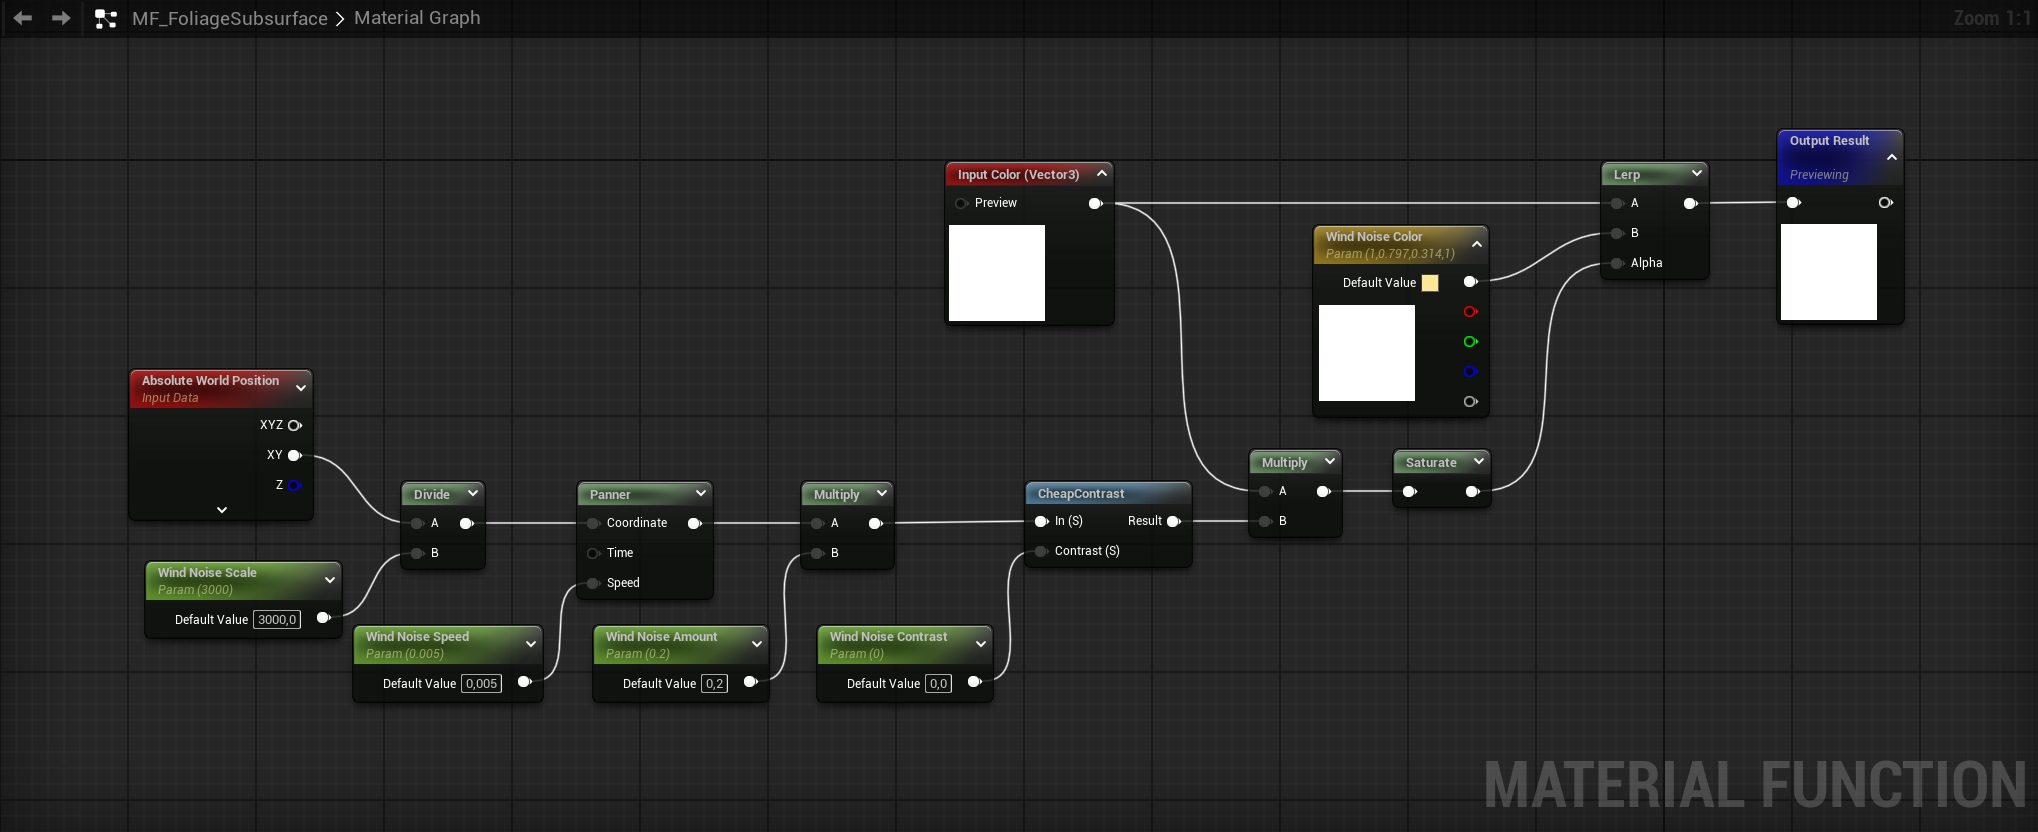 MF_FoliageSubsurface > Material Graph
Zoom 1:1
Output Result
Previewing
Input Color (Vector3)
Preview
Lerp
A
B
Alpha
Wind Noise Color
Param (1,0.797,0.314,1)
Default Value
Absolute World Position
Input Data
XYZ
XY
Z
Multiply
A
B
Saturate
Divide
A
B
Panner
Coordinate
Time
Speed
Multiply
A
B
CheapContrast
In (S) Result
Contrast (S)
Wind Noise Scale
Param (3000)
Default Value 3000,0
Wind Noise Speed
Param (0.005)
Default Value 0,005
Wind Noise Amount
Param (0.2)
Default Value 0,2
Wind Noise Contrast
Param (0)
Default Value 0,0
MATERIAL FUNCTION